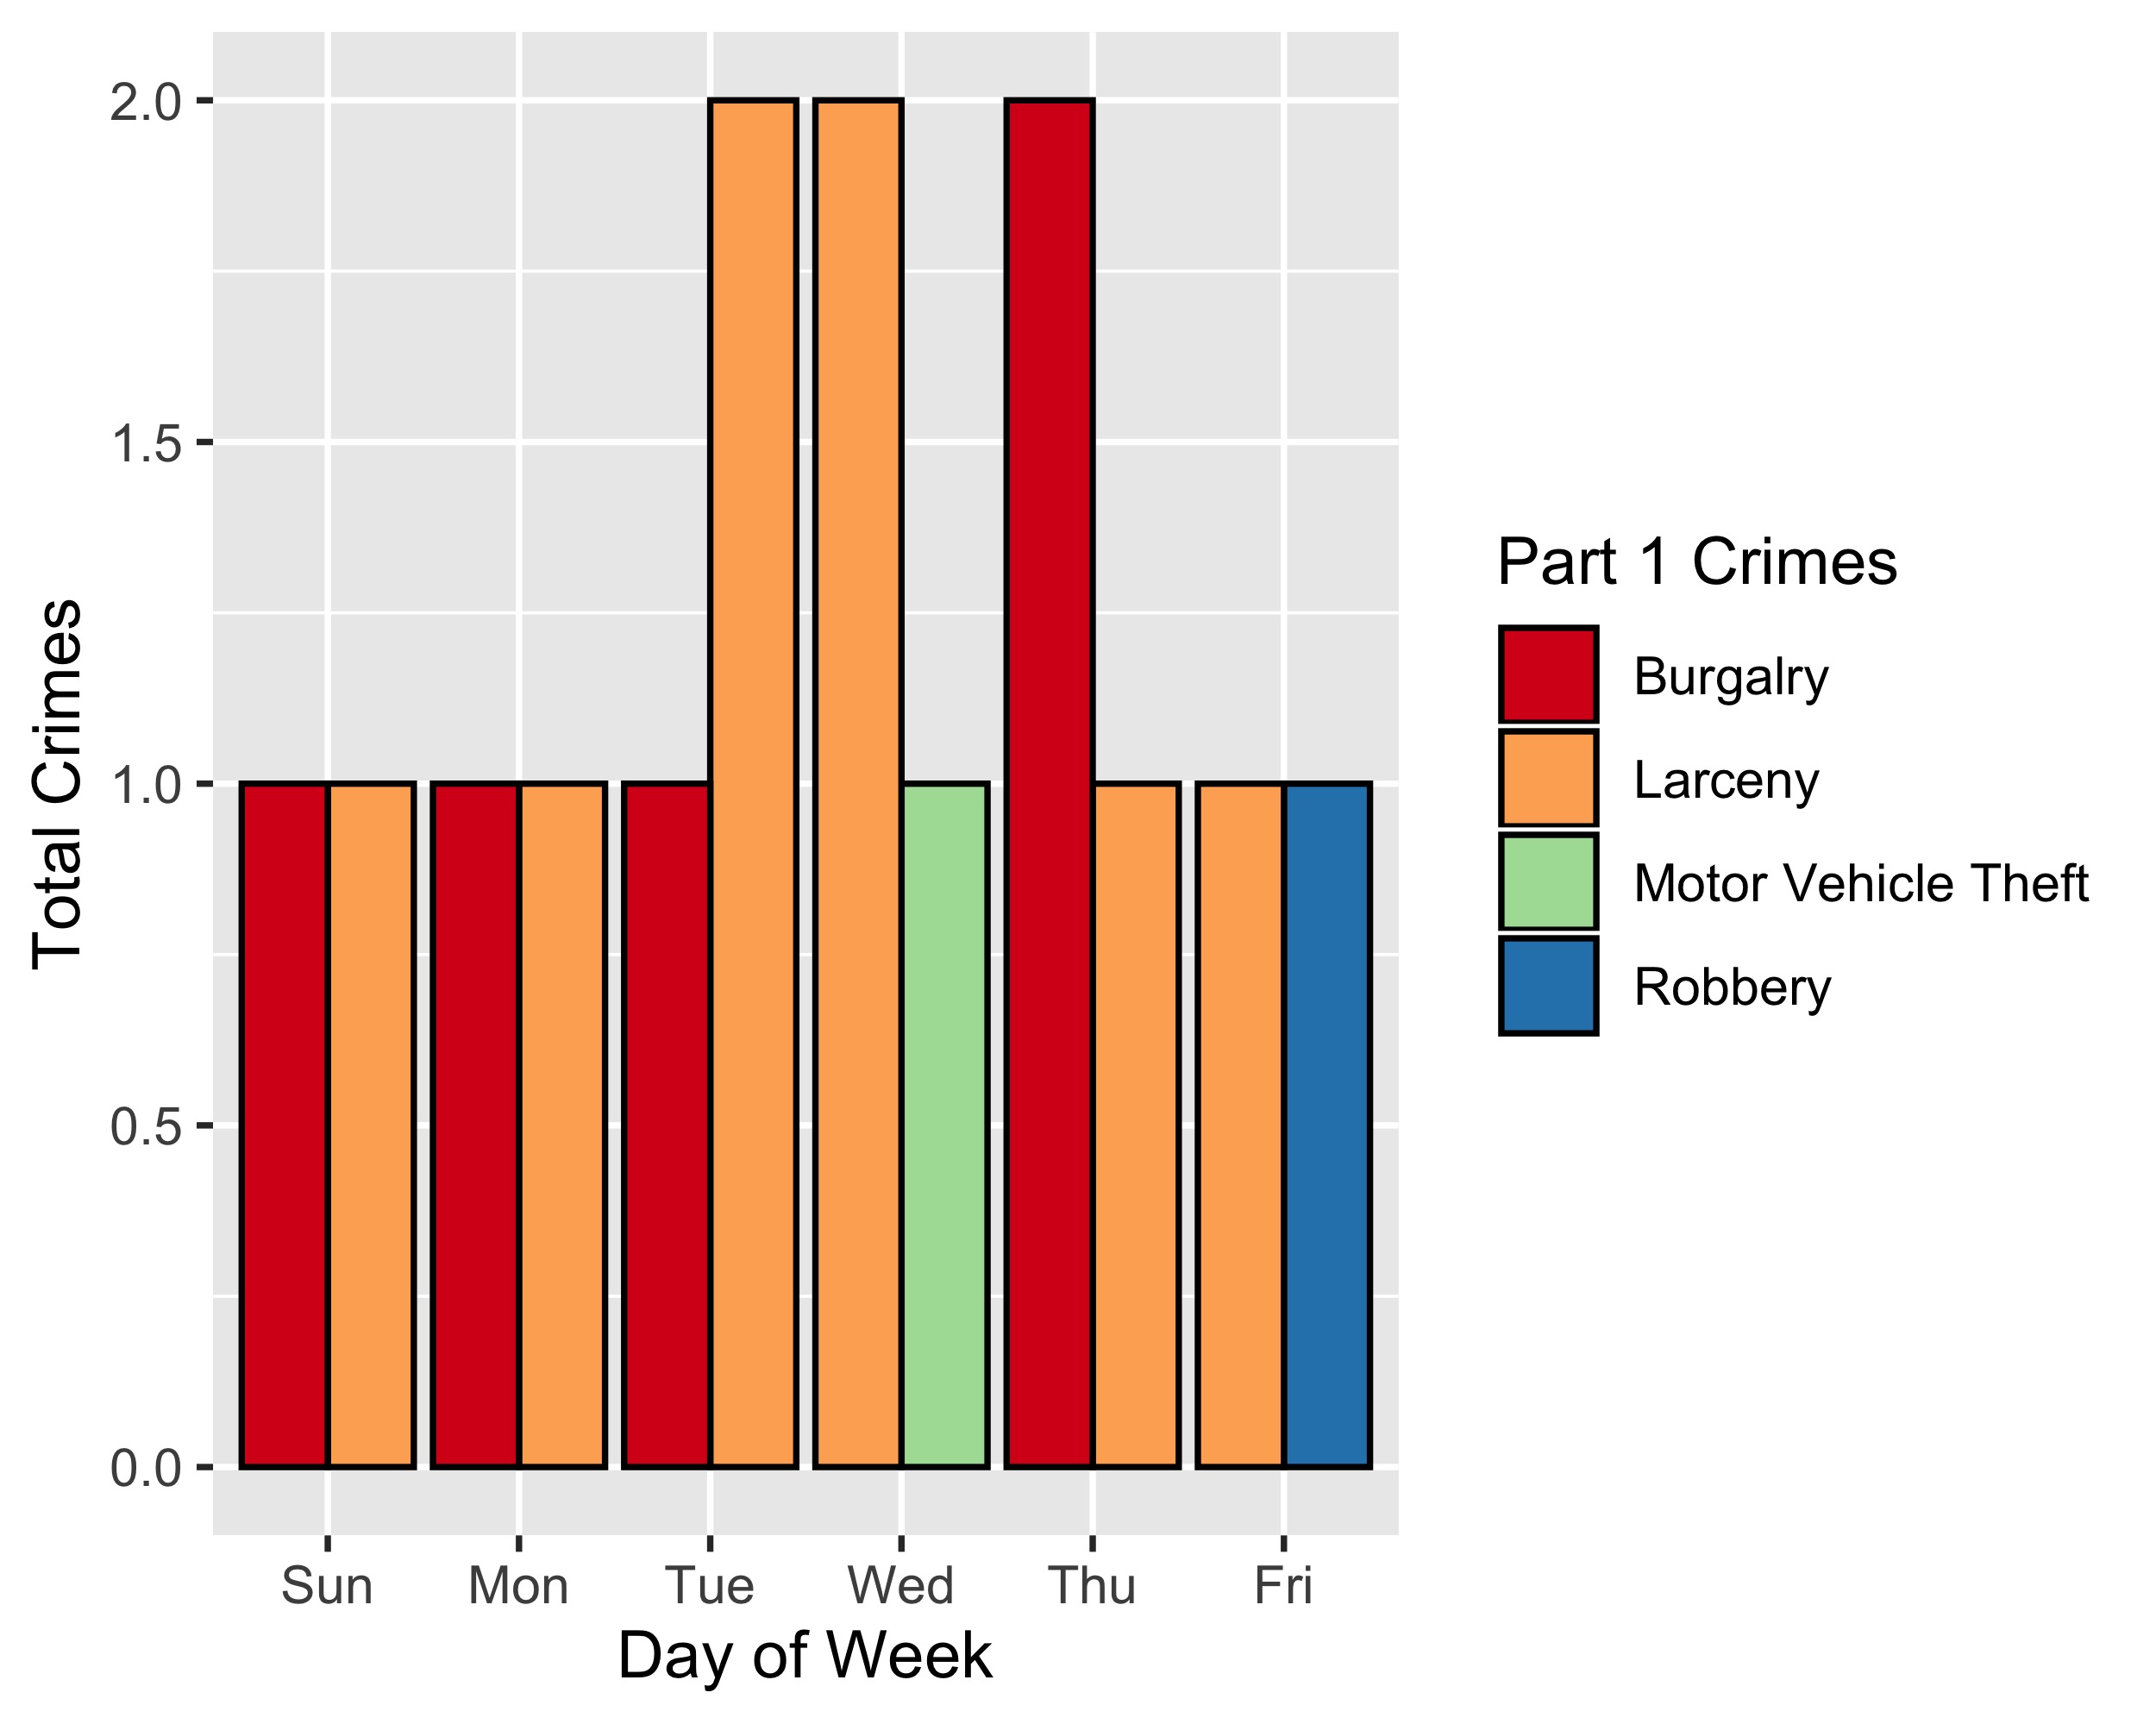 2.0
1.5
1.0
0.5
0.0
Total Crimes
Sun Mon Tue Wed Thu Fri
Day of Week
Part 1 Crimes
Burgalry
Larceny
Motor Vehicle Theft
Robbery